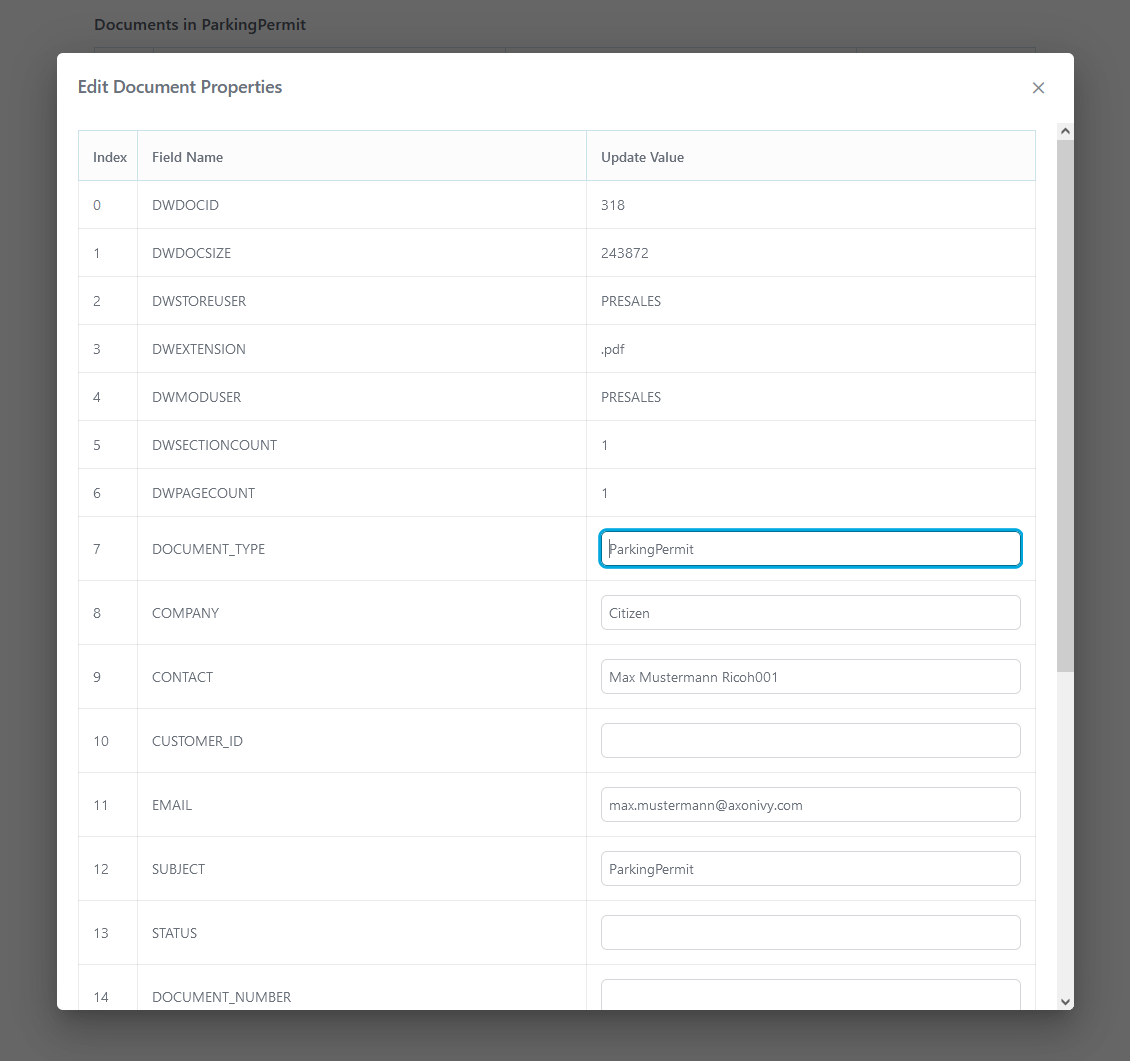 Documents in ParkingPermit
Edit Document Properties
Index Field Name Update Value
0 DWDOCID 318
1 DWDOCSIZE 243872
2 DWSTOREUSER PRESALES
3 DWEXTENSION .pdf
4 DWMODUSER PRESALES
5 DWSECTIONCOUNT 1
6 DWPAGECOUNT 1
7 DOCUMENT_TYPE ParkingPermit
8 COMPANY Citizen
9 CONTACT Max Mustermann Ricoh001
10 CUSTOMER_ID
11 EMAIL max.mustermann@axonivy.com
12 SUBJECT ParkingPermit
13 STATUS
14 DOCUMENT_NUMBER